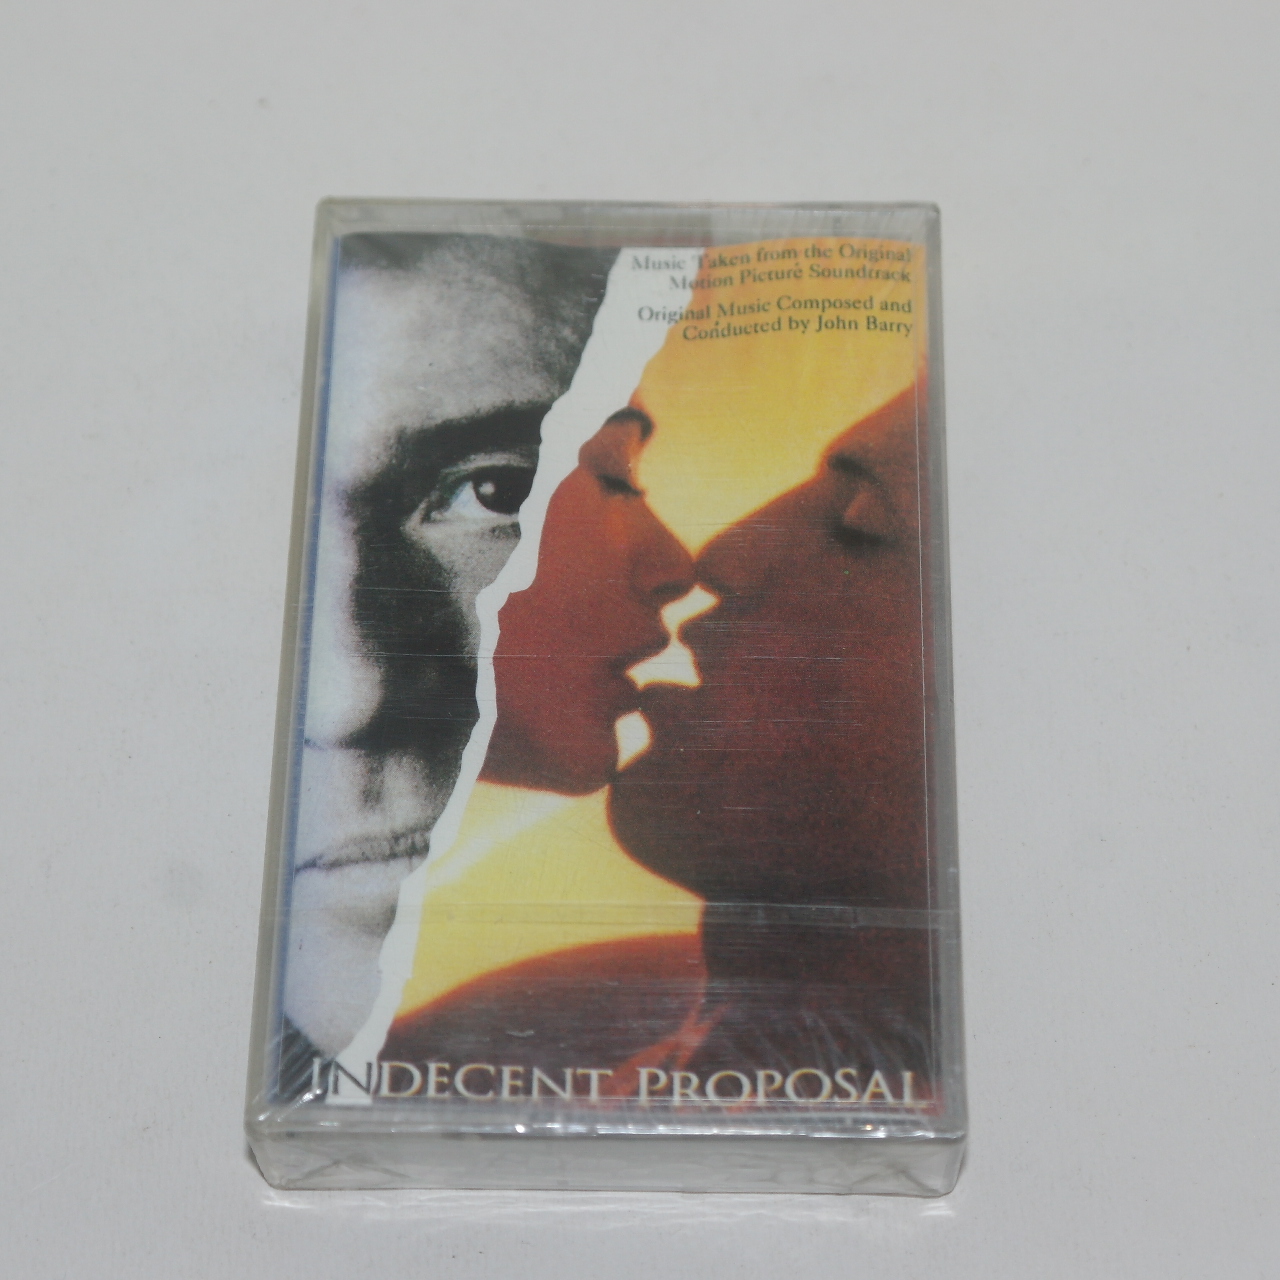 Music Taken from the Original
Motion Picture Soundtrack
Original Music Composed and
Conducted by John Barry
INDECENT PROPOSAL